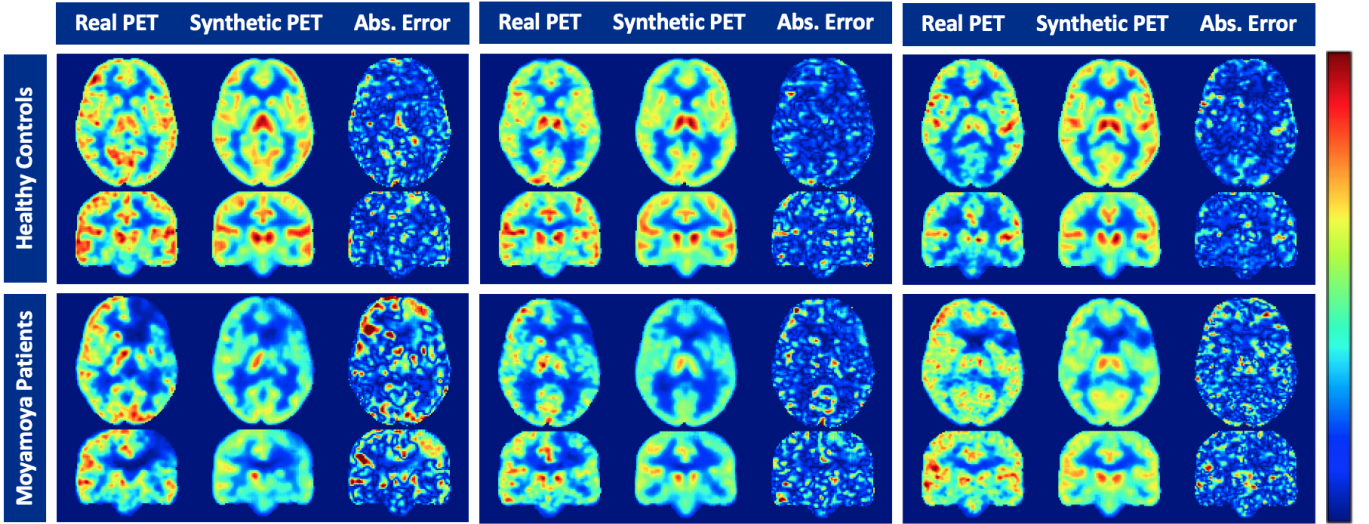 Real PET Synthetic PET Abs. Error
Real PET Synthetic PET Abs. Error
Real PET Synthetic PET Abs. Error
Healthy Controls
Moyamoya Patients